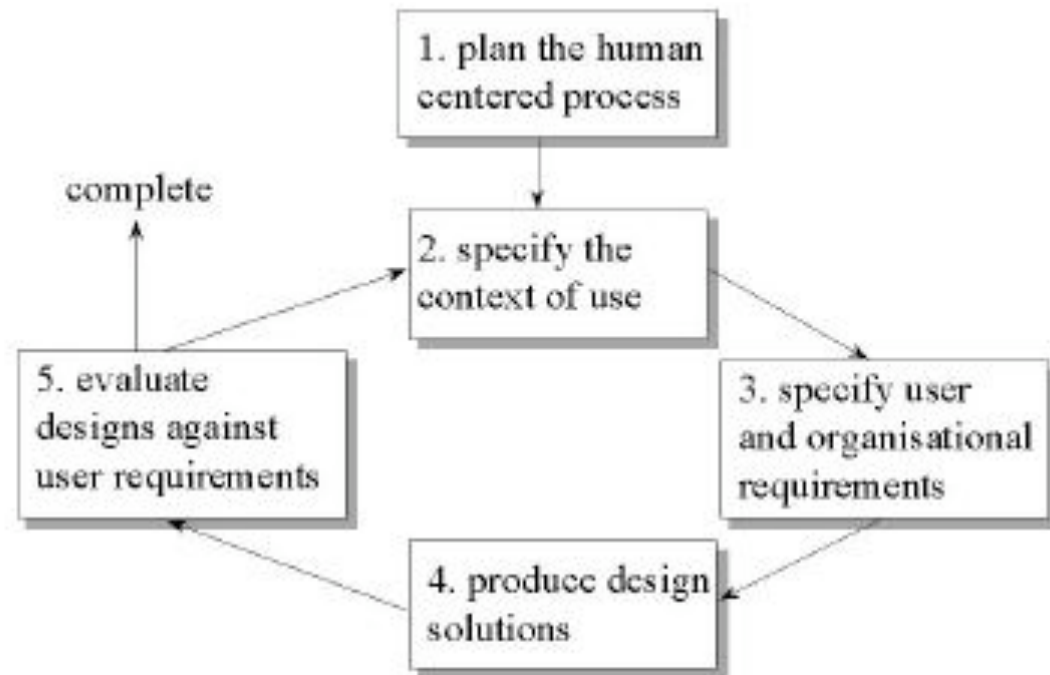 1. plan the human
centered process
complete
2. specify the
context of use
5. evaluate
designs against
user requirements
3. specify user
and organisational
requirements
4. produce design
solutions